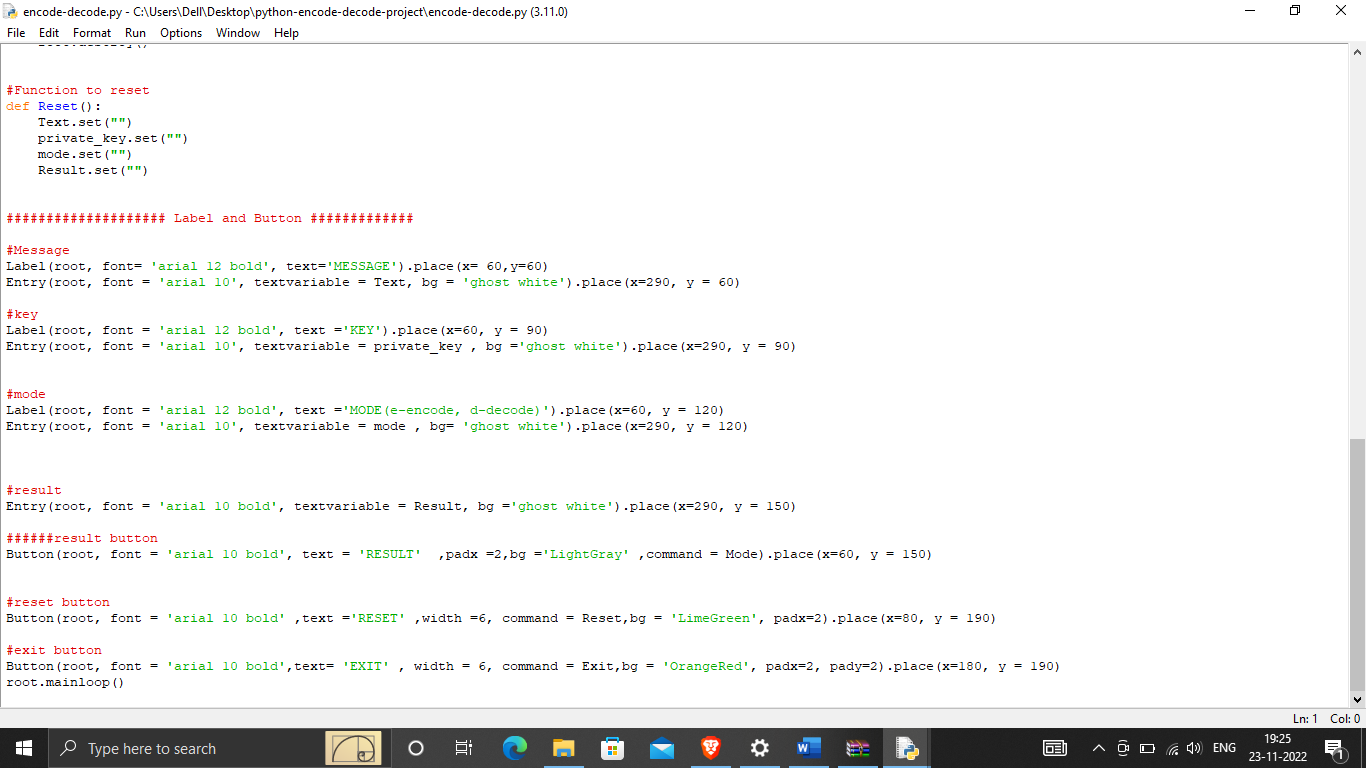 encode-decode.py - C:\Users\Dell\Desktop\python-encode-decode-project\encode-decode.py (3.11.0)
File Edit Format Run Options Window Help
#Function to reset
def Reset():
    Text.set("")
    private_key.set("")
    mode.set("")
    Result.set("")
#################### Label and Button #############
#Message
Label(root, font= 'arial 12 bold', text='MESSAGE').place(x= 60,y=60)
Entry(root, font = 'arial 10', textvariable = Text, bg = 'ghost white').place(x=290, y = 60)
#key
Label(root, font = 'arial 12 bold', text ='KEY').place(x=60, y = 90)
Entry(root, font = 'arial 10', textvariable = private_key , bg ='ghost white').place(x=290, y = 90)
#mode
Label(root, font = 'arial 12 bold', text ='MODE(e-encode, d-decode)').place(x=60, y = 120)
Entry(root, font = 'arial 10', textvariable = mode , bg= 'ghost white').place(x=290, y = 120)
#result
Entry(root, font = 'arial 10 bold', textvariable = Result, bg ='ghost white').place(x=290, y = 150)
######result button
Button(root, font = 'arial 10 bold', text = 'RESULT'  ,padx =2,bg ='LightGray' ,command = Mode).place(x=60, y = 150)
#reset button
Button(root, font = 'arial 10 bold' ,text ='RESET' ,width =6, command = Reset,bg = 'LimeGreen', padx=2).place(x=80, y = 190)
#exit button
Button(root, font = 'arial 10 bold',text= 'EXIT' , width = 6, command = Exit,bg = 'OrangeRed', padx=2, pady=2).place(x=180, y = 190)
root.mainloop()
Ln: 1 Col: 0
Type here to search
ENG
19:25
23-11-2022
1